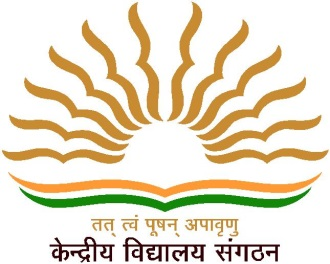 तत् त्वं पूषन् अपावृणु
केन्द्रीय विद्यालय संगठन